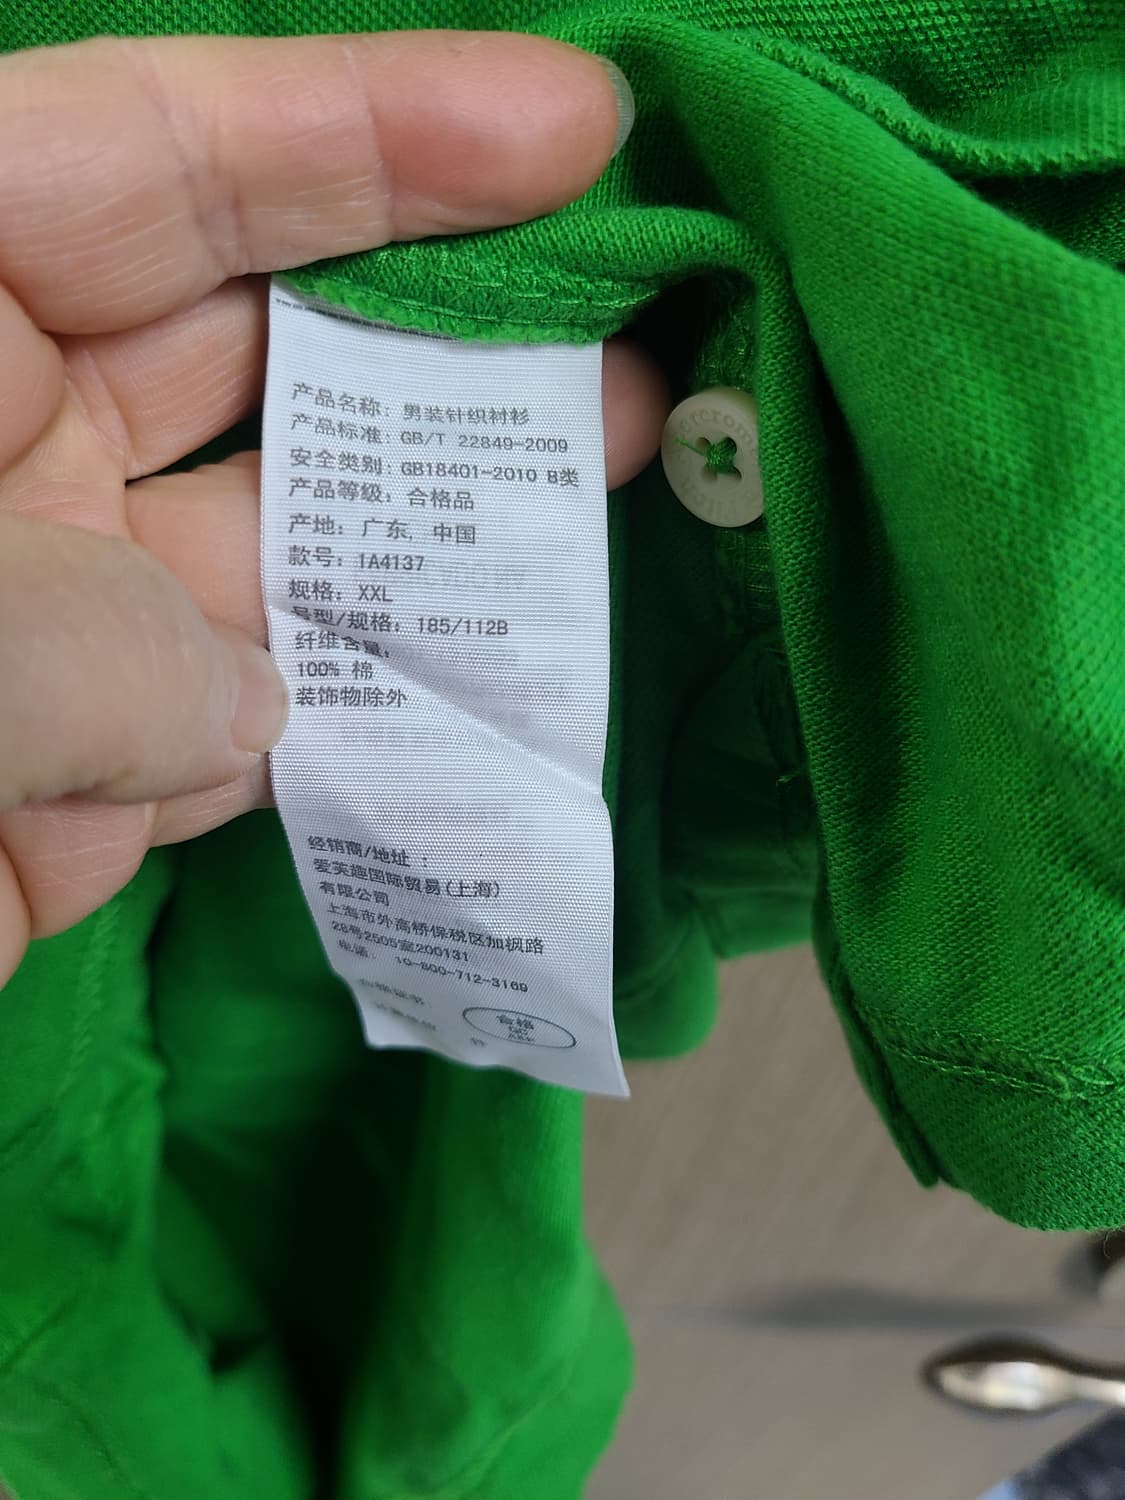 产品名称: 男装针织衬衫
产品标准: GB/T 22849-2009
安全类别: GB18401-2010 B类
产品等级: 合格品
产地: 广东, 中国
款号: 1A4137
规格: XXL
号型/规格: 185/112B
纤维含量:
100% 棉
装饰物除外
经销商/地址 :
爱芙趣国际贸易(上海)
有限公司
上海市外高桥保税区加枫路
28号2505室200131
电话: 10-800-712-3169
合格
QC